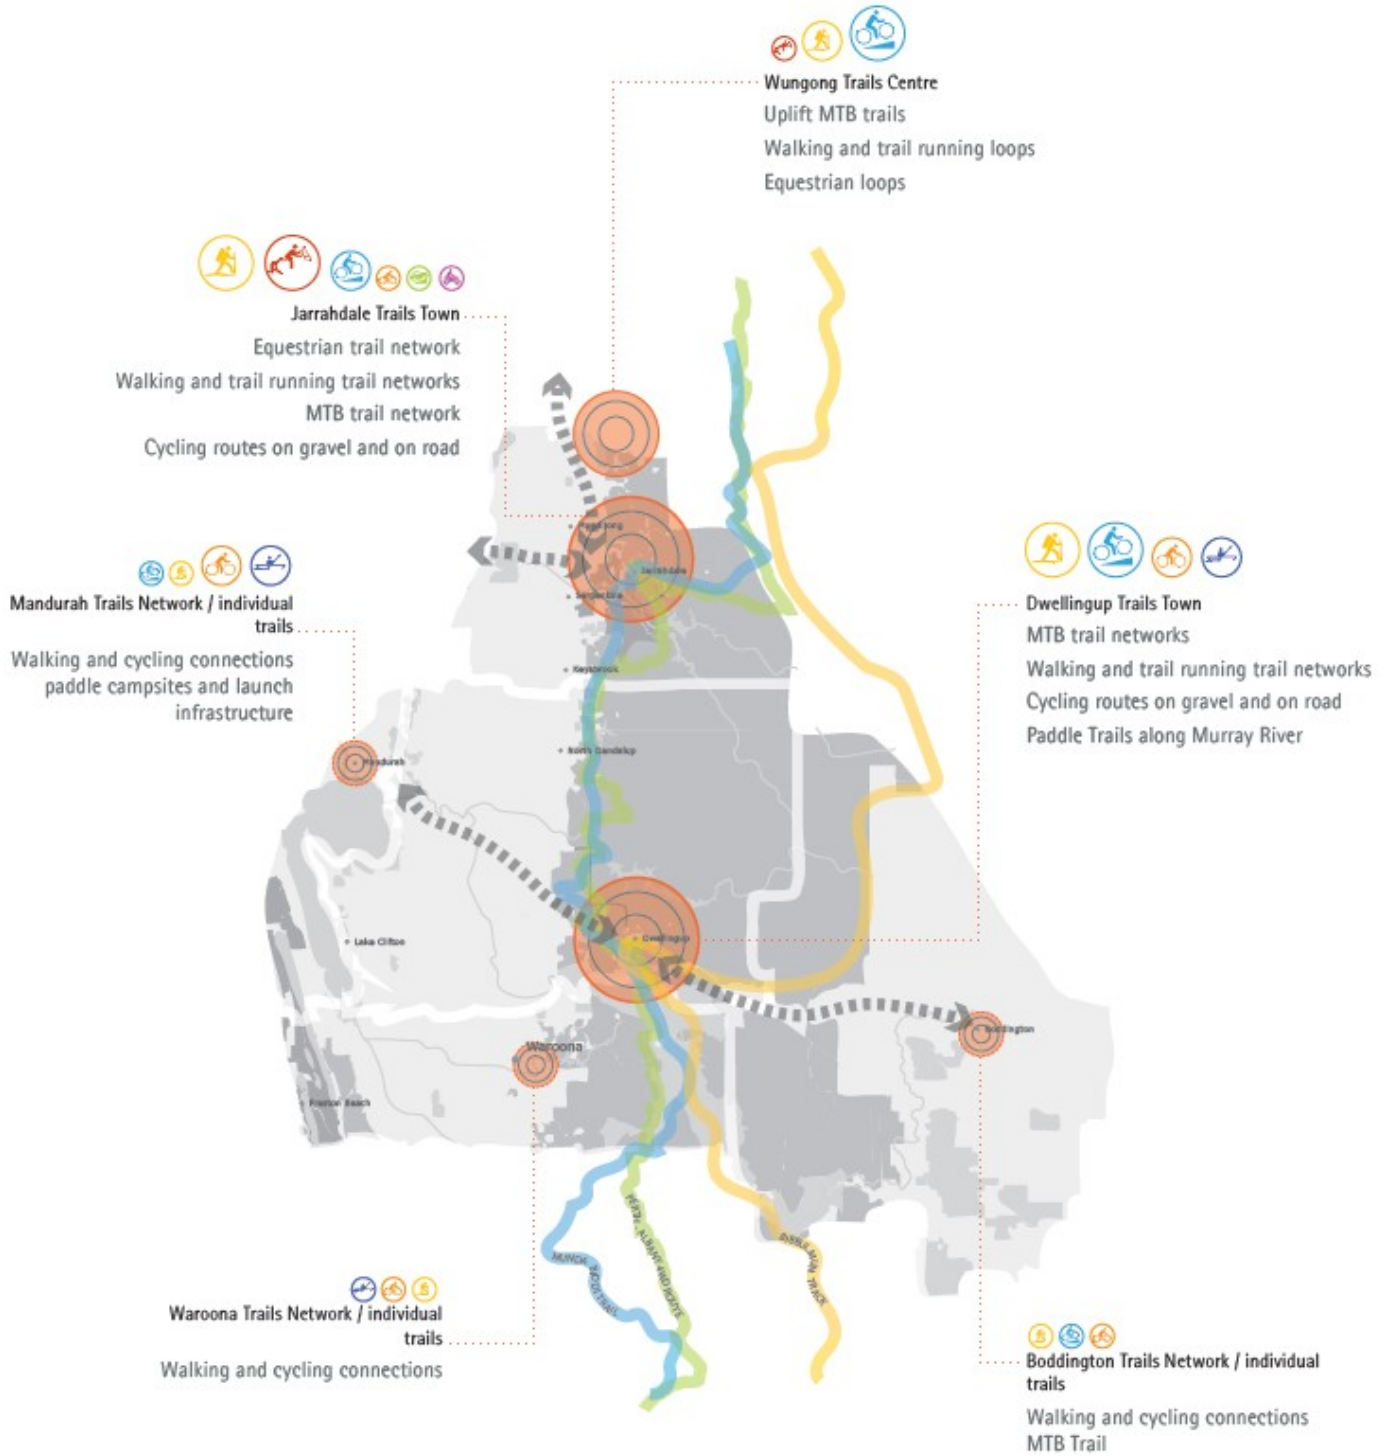 Wungong Trails Centre
Uplift MTB trails
Walking and trail running loops
Equestrian loops
Jarrahdale Trails Town
Equestrian trail network
Walking and trail running trail networks
MTB trail network
Cycling routes on gravel and on road
Mandurah Trails Network / individual
trails
Walking and cycling connections
paddle campsites and launch
infrastructure
Dwellingup Trails Town
MTB trail networks
Walking and trail running trail networks
Cycling routes on gravel and on road
Paddle Trails along Murray River
Jarrahdale
Serpentine
Keysbrook
North Dandalup
Mandurah
Dwellingup
Lake Clifton
Boddington
Waroona
Preston Beach
MUNDA BIDDI TRAIL
BIBBULMUN TRACK
Waroona Trails Network / individual
trails
Walking and cycling connections
Boddington Trails Network / individual
trails
Walking and cycling connections
MTB Trail